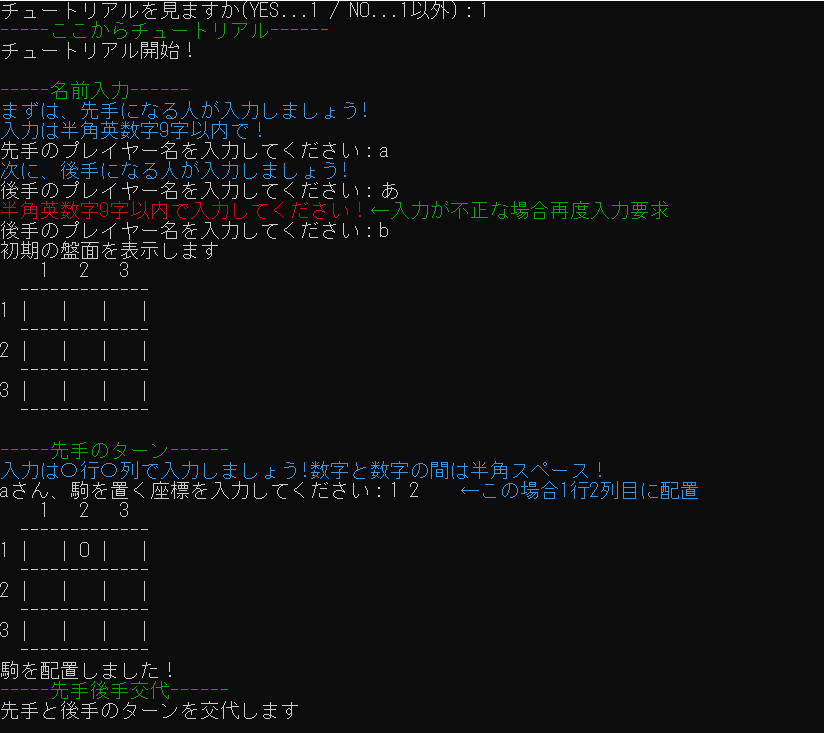 チュートリアルを見ますか(YES...1 / NO...1以外)：1
-----ここからチュートリアル------
チュートリアル開始！
-----名前入力------
まずは、先手になる人が入力しましょう!
入力は半角英数字9字以内で！
先手のプレイヤー名を入力してください：a
次に、後手になる人が入力しましょう!
後手のプレイヤー名を入力してください：あ
半角英数字9字以内で入力してください！←入力が不正な場合再度入力要求
後手のプレイヤー名を入力してください：b
初期の盤面を表示します
    1   2   3
  -------------
1 |   |   |   |
  -------------
2 |   |   |   |
  -------------
3 |   |   |   |
  -------------
-----先手のターン------
入力は〇行〇列で入力しましょう!数字と数字の間は半角スペース！
aさん、駒を置く座標を入力してください：1 2    ←この場合1行2列目に配置
    1   2   3
  -------------
1 |   | O |   |
  -------------
2 |   |   |   |
  -------------
3 |   |   |   |
  -------------
駒を配置しました！
-----先手後手交代------
先手と後手のターンを交代します